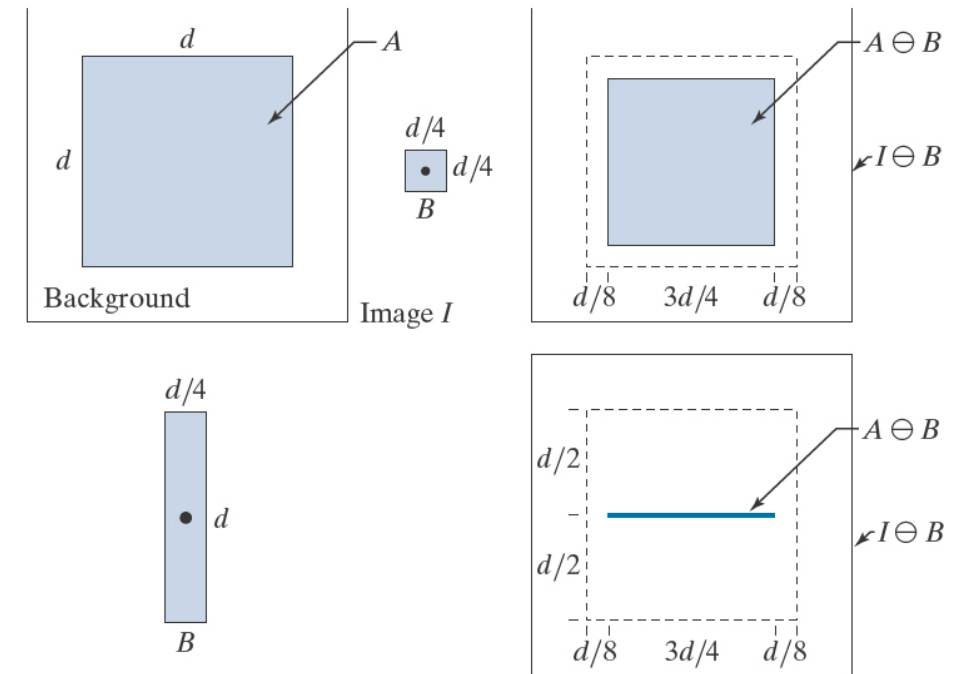 d
A
d
d/4
d/4
B
Background
Image I
A ⊖ B
I ⊖ B
d/8 3d/4 d/8
d/4
d
B
d/2
d/2
A ⊖ B
I ⊖ B
d/8 3d/4 d/8